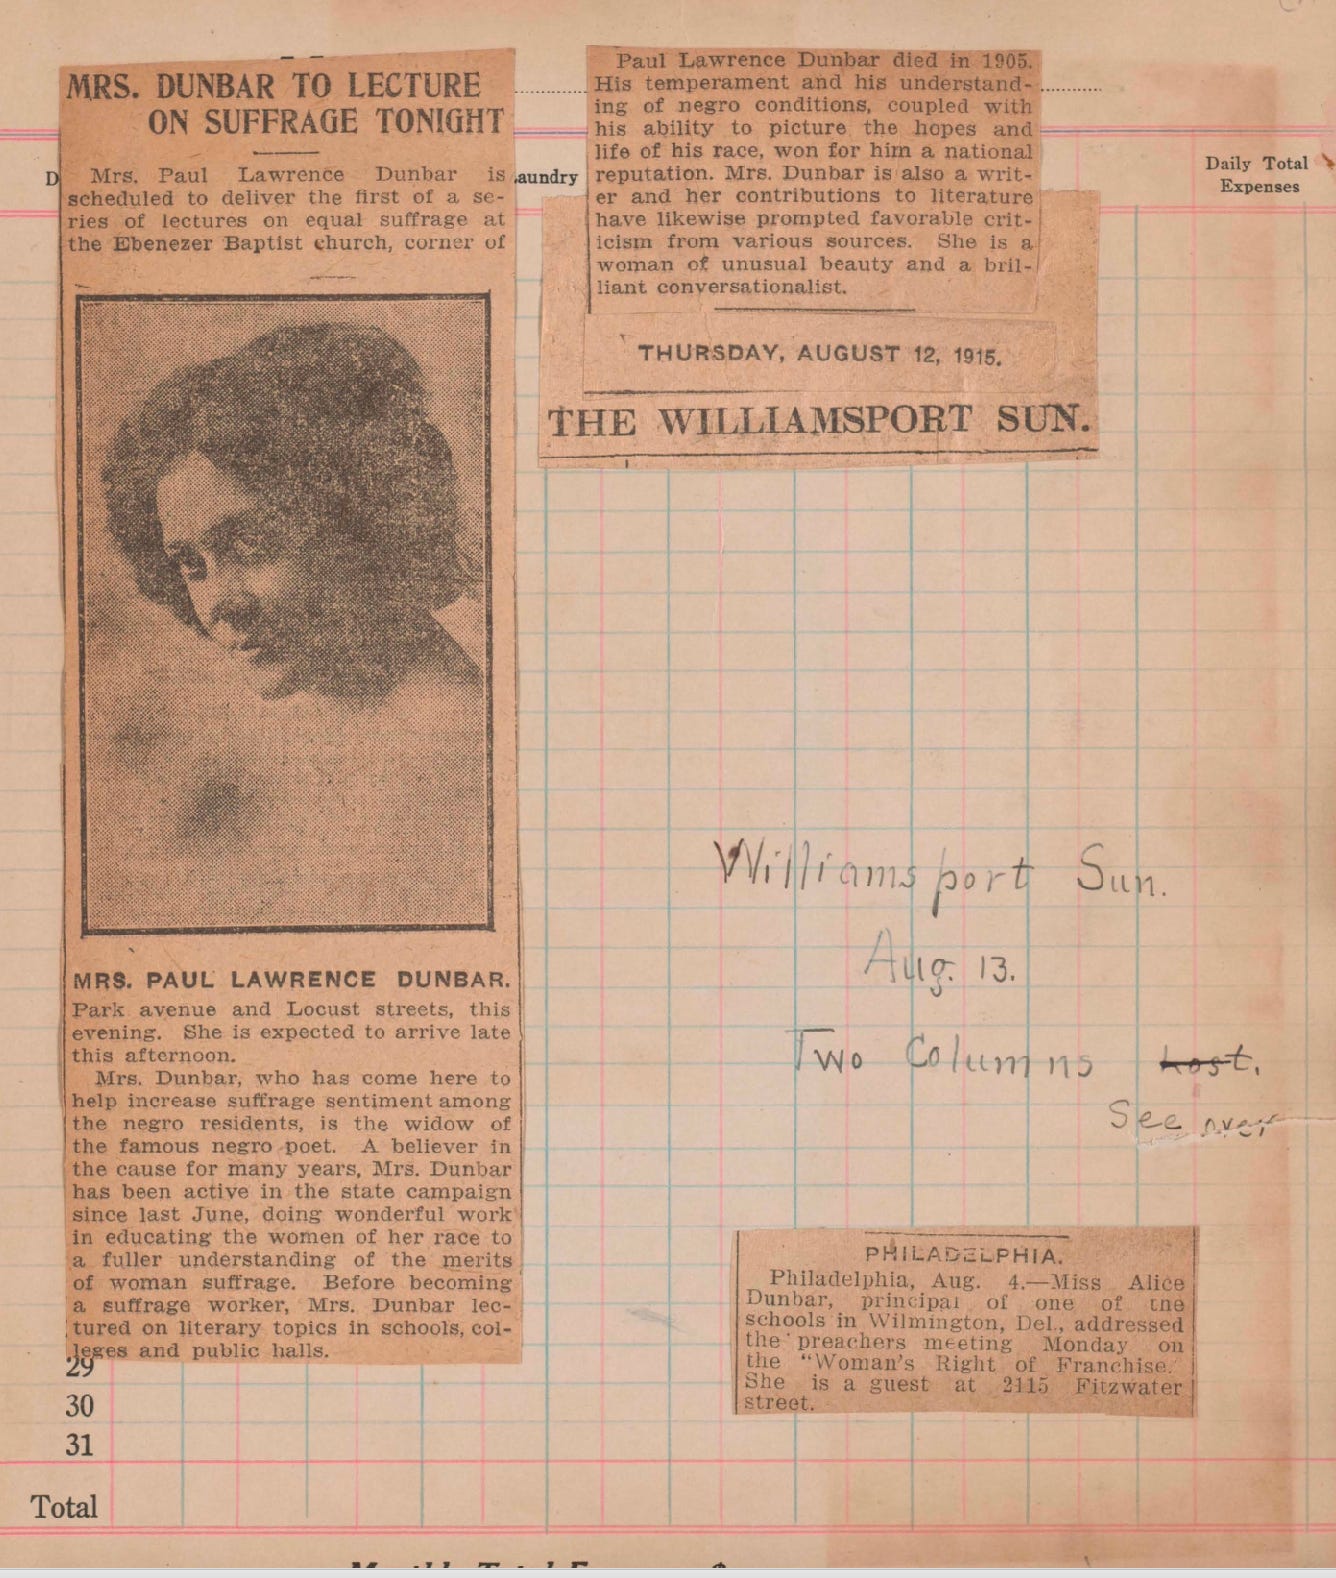 MRS. DUNBAR TO LECTURE
ON SUFFRAGE TONIGHT
Mrs. Paul Lawrence Dunbar is
scheduled to deliver the first of a se-
ries of lectures on equal suffrage at
the Ebenezer Baptist church, corner of
MRS. PAUL LAWRENCE DUNBAR.
Park avenue and Locust streets, this
evening. She is expected to arrive late
this afternoon.
Mrs. Dunbar, who has come here to
help increase suffrage sentiment among
the negro residents, is the widow of
the famous negro poet. A believer in
the cause for many years, Mrs. Dunbar
has been active in the state campaign
since last June, doing wonderful work
in educating the women of her race to
a fuller understanding of the merits
of woman suffrage. Before becoming
a suffrage worker, Mrs. Dunbar lec-
tured on literary topics in schools, col-
leges and public halls.
29
30
31
Total
D
aundry
Paul Lawrence Dunbar died in 1905.
His temperament and his understand-
ing of negro conditions, coupled with
his ability to picture the hopes and
life of his race, won for him a national
reputation. Mrs. Dunbar is also a writ-
er and her contributions to literature
have likewise prompted favorable crit-
icism from various sources. She is a
woman of unusual beauty and a bril-
liant conversationalist.
THURSDAY, AUGUST 12, 1915.
THE WILLIAMSPORT SUN.
Daily Total
Expenses
Williamsport Sun.
Aug. 13.
Two Columns Lost.
See over
PHILADELPHIA.
Philadelphia, Aug. 4.—Miss Alice
Dunbar, principal of one of the
schools in Wilmington, Del., addressed
the preachers meeting Monday on
the "Woman's Right of Franchise."
She is a guest at 2115 Fitzwater
street.